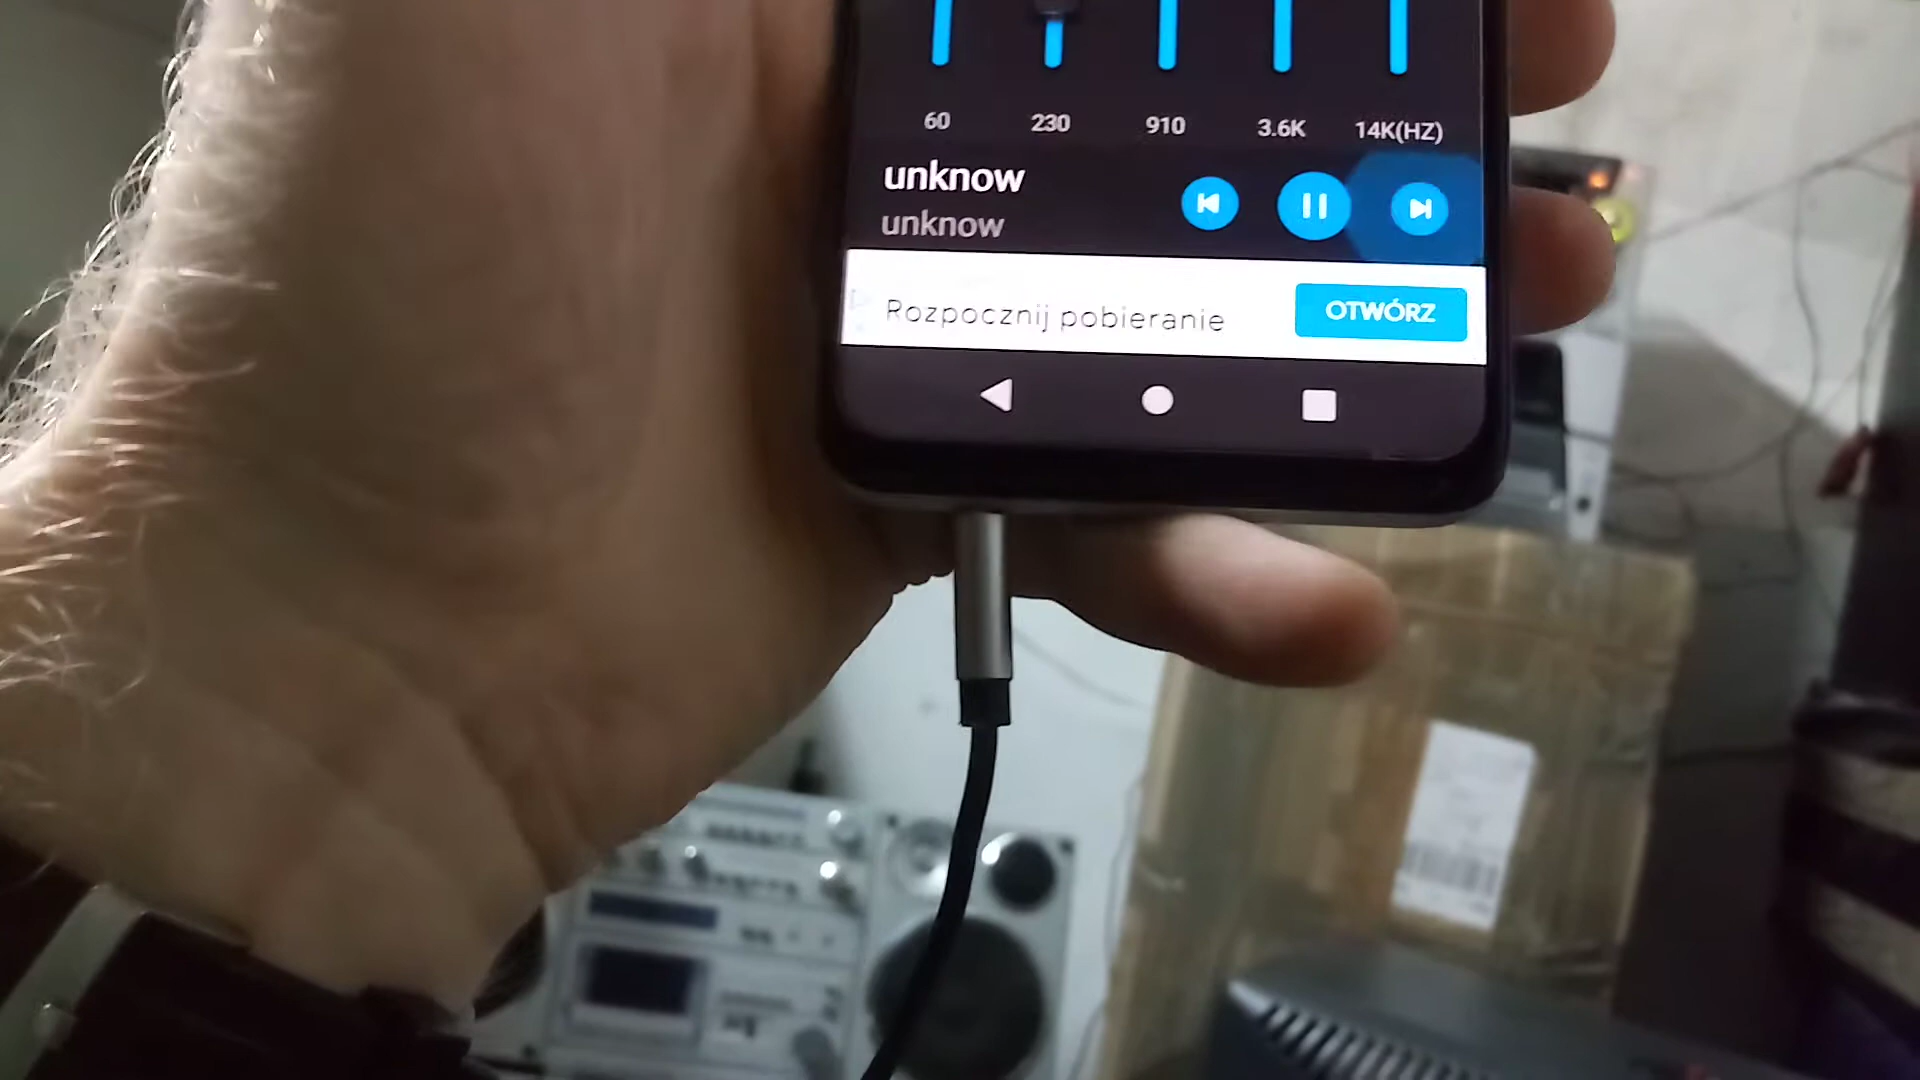 60 230 910 3.6K 14K(HZ)
unknow
unknow
Rozpocznij pobieranie OTWÓRZ